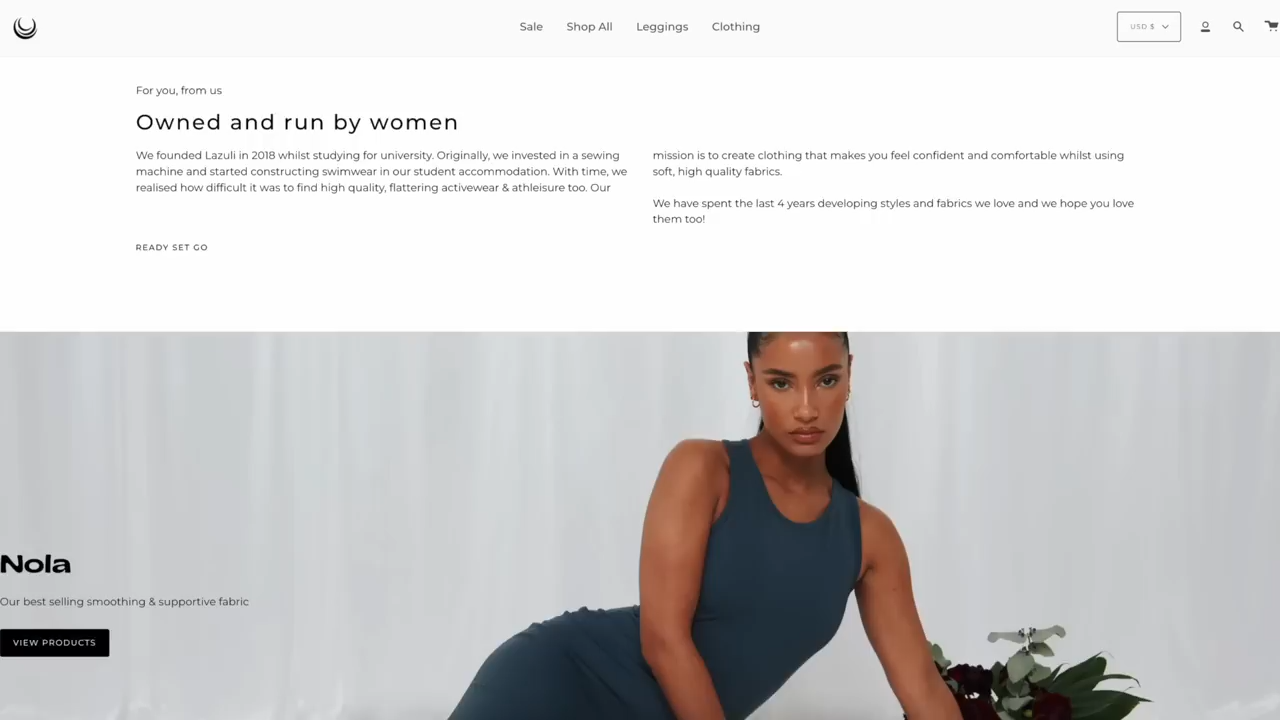 Sale
Shop All
Leggings
Clothing
USD $
For you, from us
Owned and run by women
We founded Lazuli in 2018 whilst studying for university. Originally, we invested in a sewing
machine and started constructing swimwear in our student accommodation. With time, we
realised how difficult it was to find high quality, flattering activewear & athleisure too. Our
mission is to create clothing that makes you feel confident and comfortable whilst using
soft, high quality fabrics.
We have spent the last 4 years developing styles and fabrics we love and we hope you love
them too!
READY SET GO
Nola
Our best selling smoothing & supportive fabric
VIEW PRODUCTS